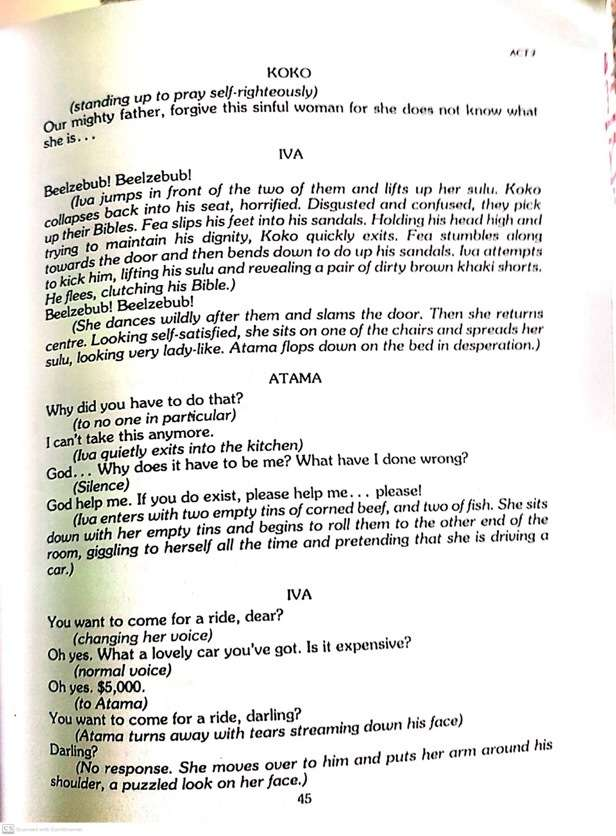 ACT 3
KOKO
(standing up to pray self-righteously)
Our mighty father, forgive this sinful woman for she does not know what
she is...
IVA
Beelzebub! Beelzebub!
(Iva jumps in front of the two of them and lifts up her sulu. Koko
collapses back into his seat, horrified. Disgusted and confused, they pick
up their Bibles. Fea slips his feet into his sandals. Holding his head high and
trying to maintain his dignity, Koko quickly exits. Fea stumbles along
towards the door and then bends down to do up his sandals. Iva attempts
to kick him, lifting his sulu and revealing a pair of dirty brown khaki shorts.
He flees, clutching his Bible.)
Beelzebub! Beelzebub!
(She dances wildly after them and slams the door. Then she returns
centre. Looking self-satisfied, she sits on one of the chairs and spreads her
sulu, looking very lady-like. Atama flops down on the bed in desperation.)
ATAMA
Why did you have to do that?
(to no one in particular)
I can't take this anymore.
(Iva quietly exits into the kitchen)
God... Why does it have to be me? What have I done wrong?
(Silence)
God help me. If you do exist, please help me... please!
(Iva enters with two empty tins of corned beef, and two of fish. She sits
down with her empty tins and begins to roll them to the other end of the
room, giggling to herself all the time and pretending that she is driving a
car.)
IVA
You want to come for a ride, dear?
(changing her voice)
Oh yes. What a lovely car you've got. Is it expensive?
(normal voice)
Oh yes. $5,000.
(to Atama)
You want to come for a ride, darling?
(Atama turns away with tears streaming down his face)
Darling?
(No response. She moves over to him and puts her arm around his
shoulder, a puzzled look on her face.)
45
CS Scanned with CamScanner